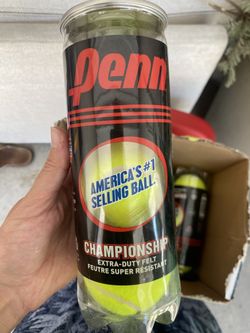 Penn
AMERICA'S #1
SELLING BALL.
CHAMPIONSHIP
EXTRA-DUTY FELT
FEUTRE SUPER RESISTANT